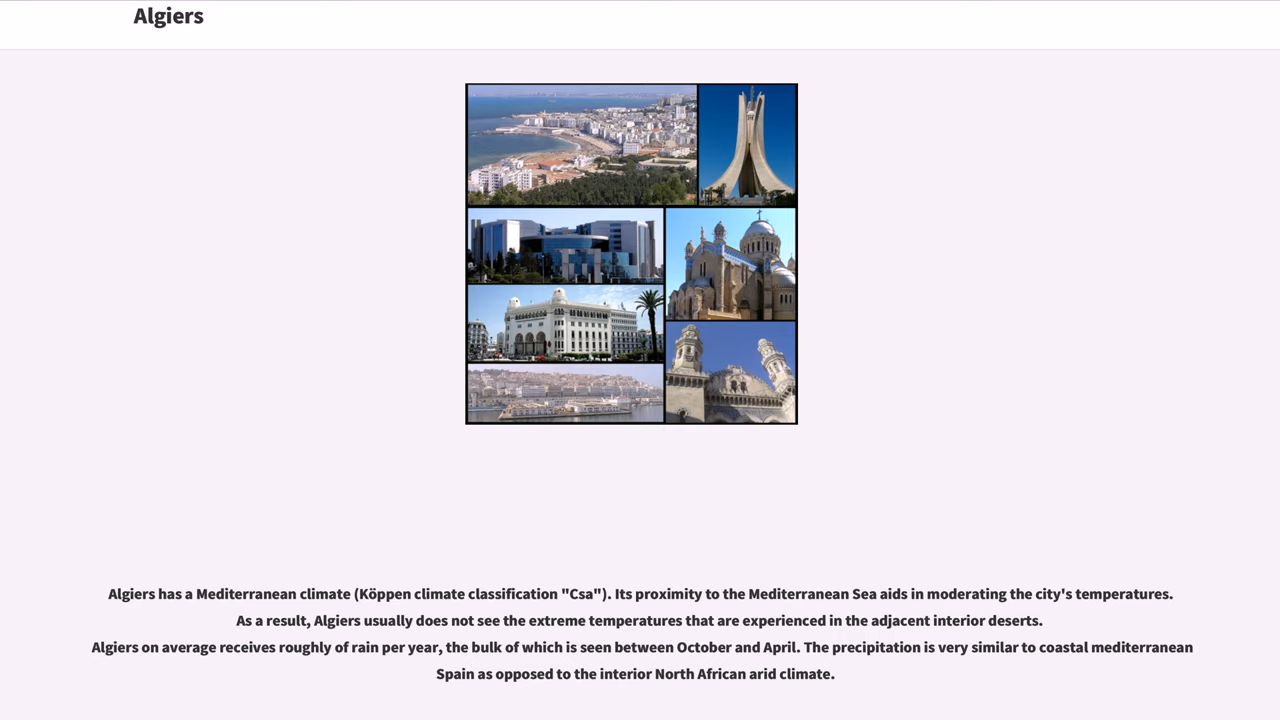 Algiers
Algiers has a Mediterranean climate (Köppen climate classification "Csa"). Its proximity to the Mediterranean Sea aids in moderating the city's temperatures.
As a result, Algiers usually does not see the extreme temperatures that are experienced in the adjacent interior deserts.
Algiers on average receives roughly of rain per year, the bulk of which is seen between October and April. The precipitation is very similar to coastal mediterranean
Spain as opposed to the interior North African arid climate.